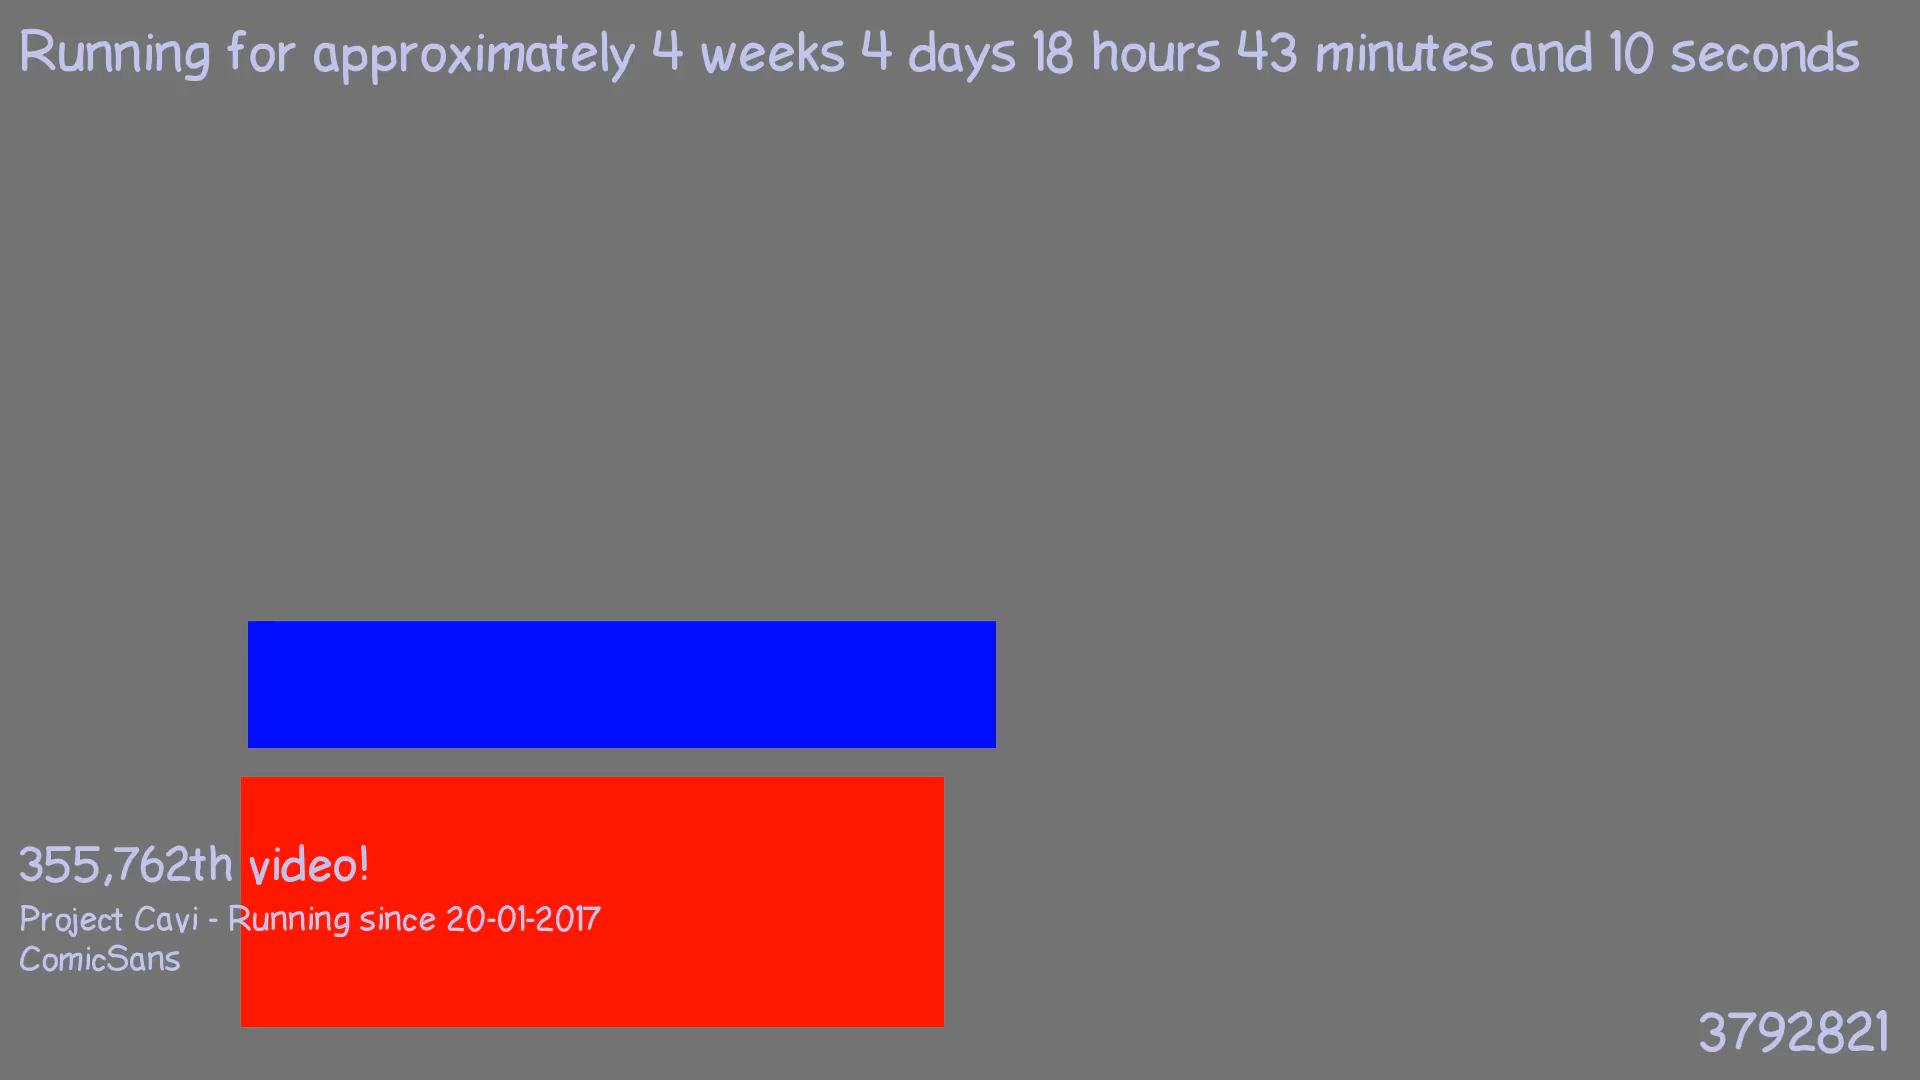 Running for approximately 4 weeks 4 days 18 hours 43 minutes and 10 seconds
355,762th video!
Project Cavi - Running since 20-01-2017
ComicSans
3792821